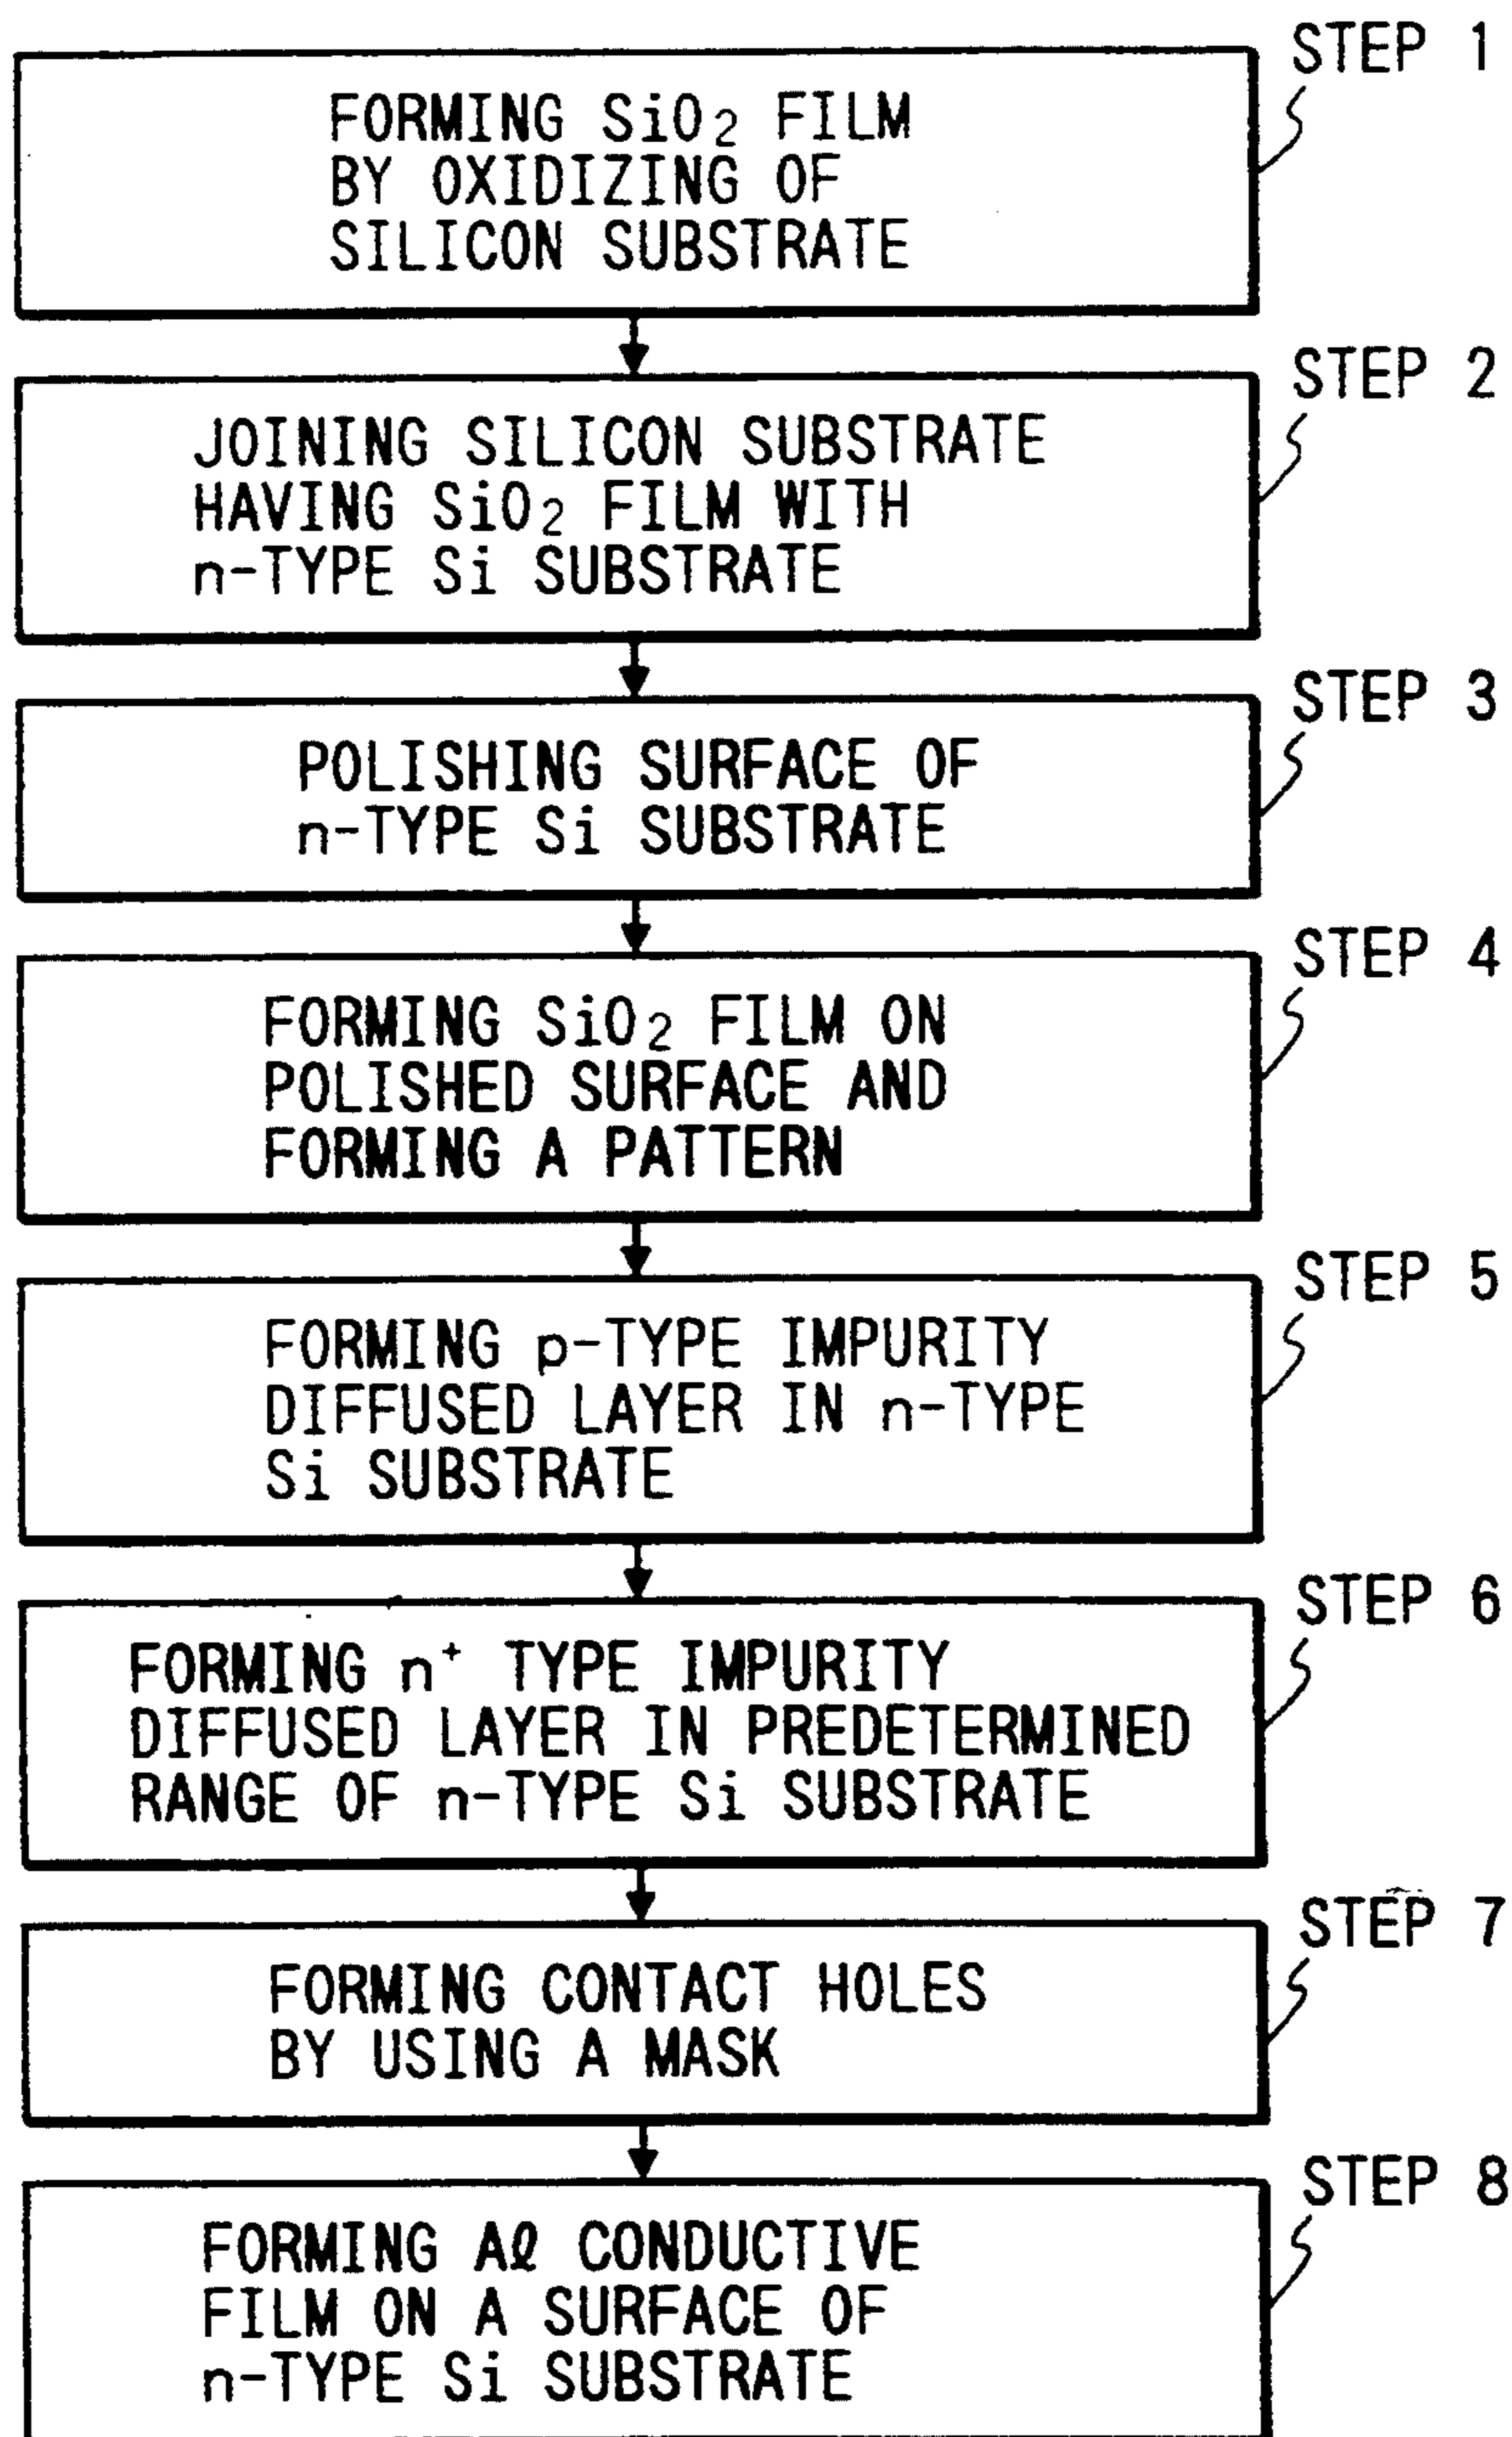 STEP 1
FORMING SiO₂ FILM
BY OXIDIZING OF
SILICON SUBSTRATE
STEP 2
JOINING SILICON SUBSTRATE
HAVING SiO₂ FILM WITH
n-TYPE Si SUBSTRATE
STEP 3
POLISHING SURFACE OF
n-TYPE Si SUBSTRATE
STEP 4
FORMING SiO₂ FILM ON
POLISHED SURFACE AND
FORMING A PATTERN
STEP 5
FORMING p-TYPE IMPURITY
DIFFUSED LAYER IN n-TYPE
Si SUBSTRATE
STEP 6
FORMING n⁺ TYPE IMPURITY
DIFFUSED LAYER IN PREDETERMINED
RANGE OF n-TYPE Si SUBSTRATE
STEP 7
FORMING CONTACT HOLES
BY USING A MASK
STEP 8
FORMING Aℓ CONDUCTIVE
FILM ON A SURFACE OF
n-TYPE Si SUBSTRATE